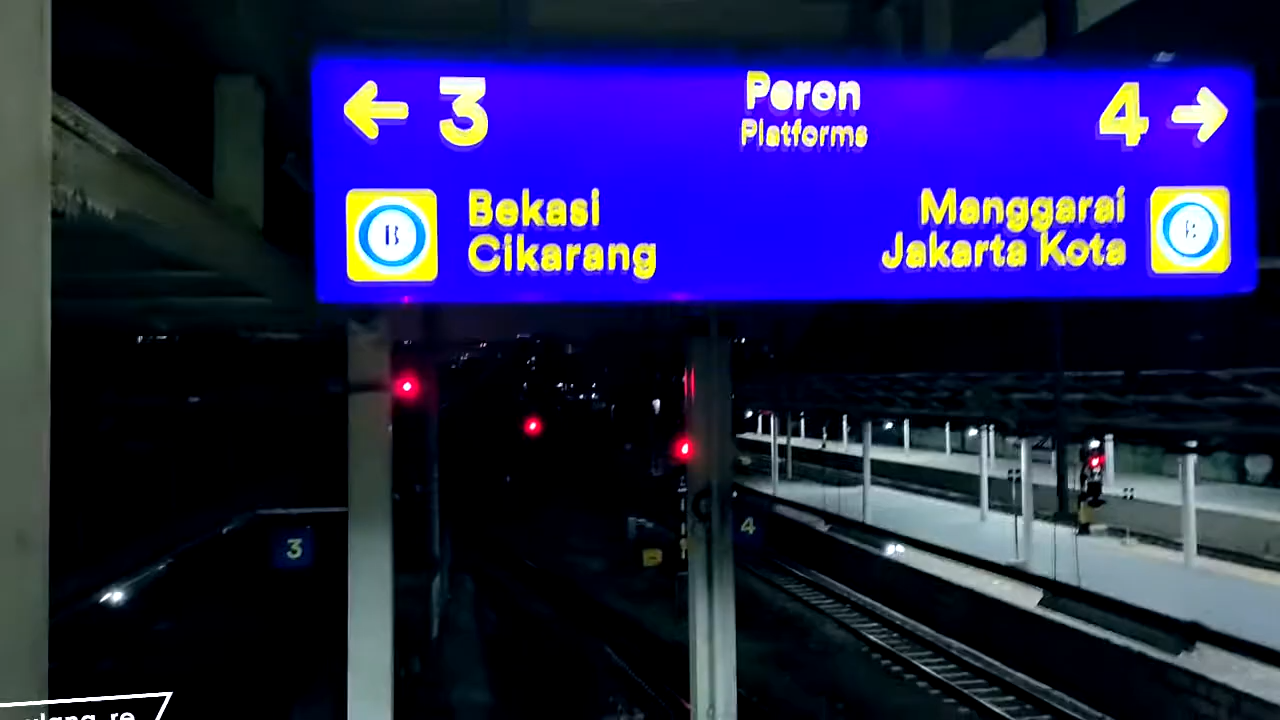 ← 3 Peron 4 →
Platforms
B Bekasi Manggarai B
Cikarang Jakarta Kota
3
4